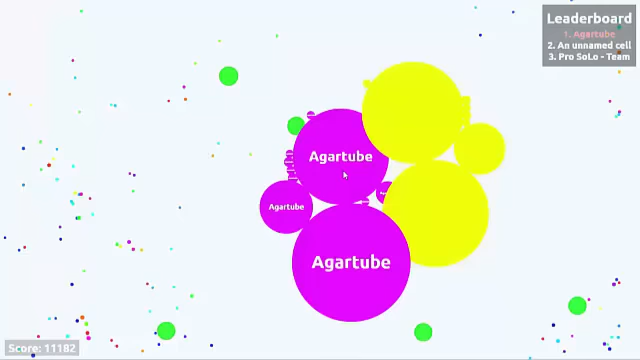 Leaderboard
1. Agartube
2. An unnamed cell
3. Pro SoLo - Team
Agartube
Agartube
Agartube
Score: 11182